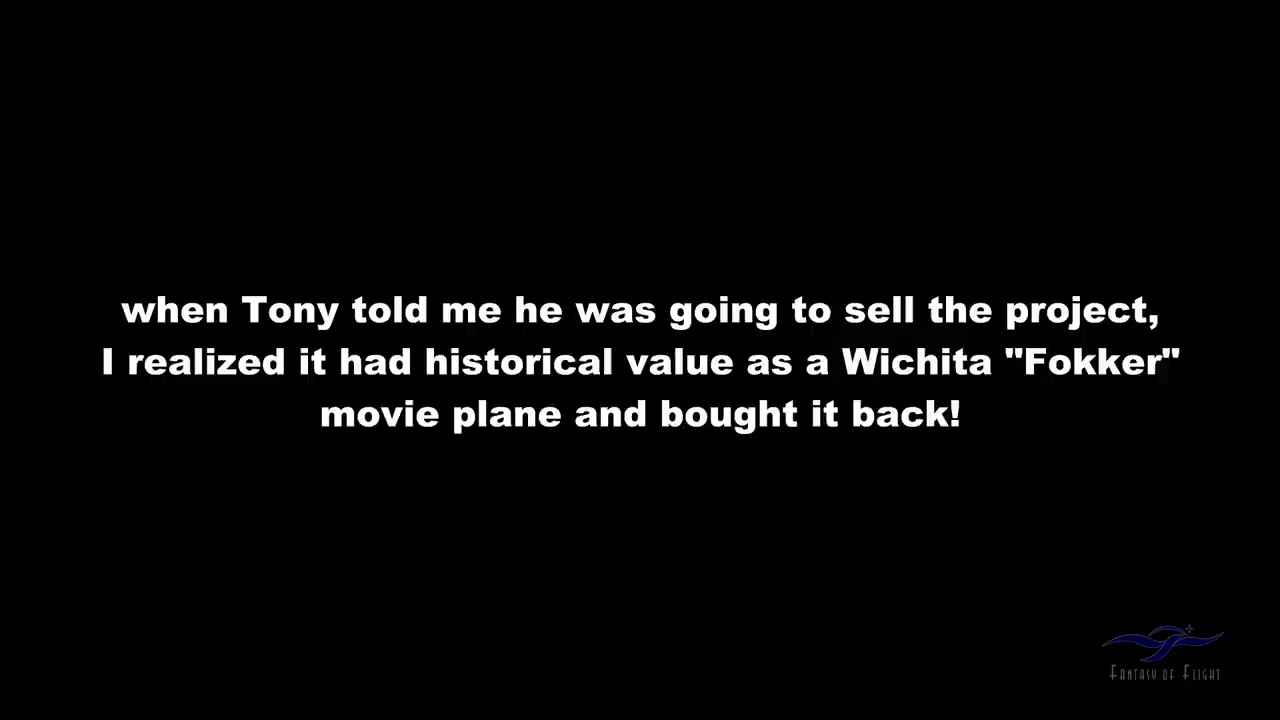 when Tony told me he was going to sell the project,
I realized it had historical value as a Wichita "Fokker"
movie plane and bought it back!
Fantasy of Flight